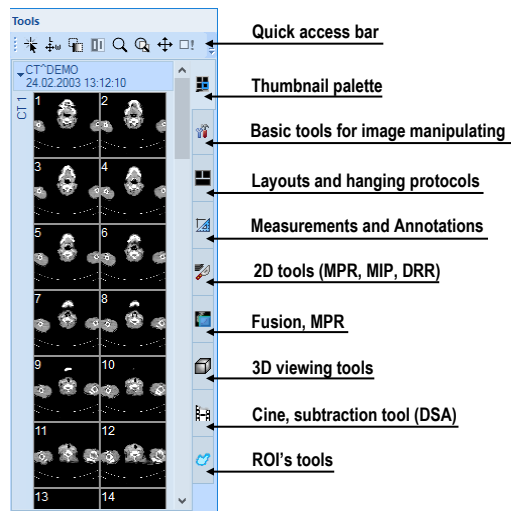 Tools
Quick access bar
CT^DEMO
24.02.2003 13:12:10
Thumbnail palette
CT 1
1 2
Basic tools for image manipulating
3 4
Layouts and hanging protocols
5 6
Measurements and Annotations
2D tools (MPR, MIP, DRR)
7 8
Fusion, MPR
9 10
3D viewing tools
11 12
Cine, subtraction tool (DSA)
ROI's tools
13 14